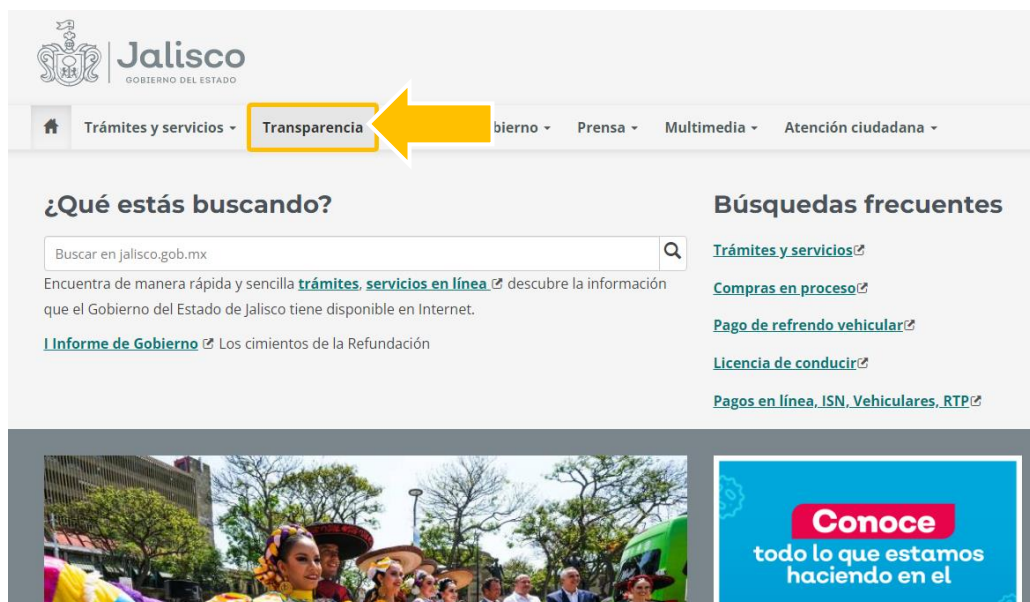 Jalisco
GOBIERNO DEL ESTADO
Trámites y servicios Transparencia bierno Prensa Multimedia Atención ciudadana
¿Qué estás buscando?
Buscar en jalisco.gob.mx
Encuentra de manera rápida y sencilla trámites, servicios en línea descubre la información
que el Gobierno del Estado de Jalisco tiene disponible en Internet.
I Informe de Gobierno Los cimientos de la Refundación
Búsquedas frecuentes
Trámites y servicios
Compras en proceso
Pago de refrendo vehicular
Licencia de conducir
Pagos en línea, ISN, Vehiculares, RTP
Conoce
todo lo que estamos
haciendo en el